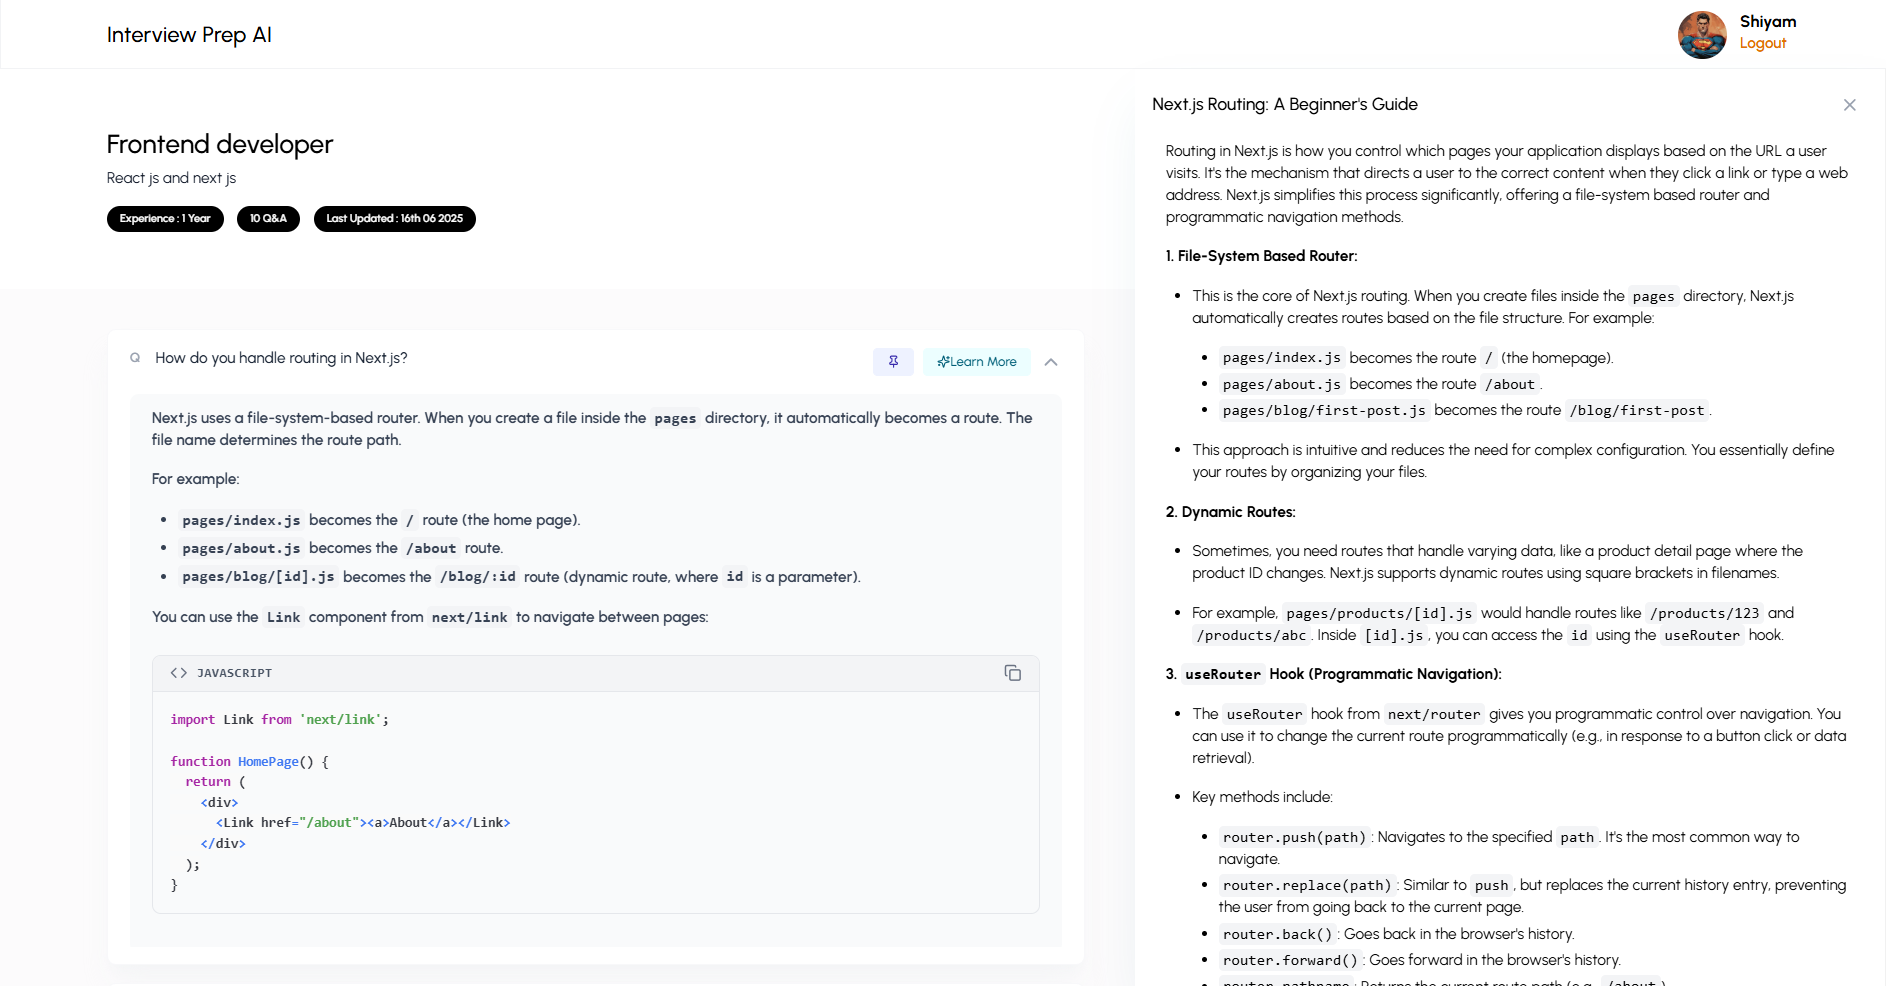 Interview Prep AI
Shiyam
Logout
Frontend developer
React js and next js
Experience : 1 Year
10 Q&A
Last Updated : 16th 06 2025
Q How do you handle routing in Next.js?
Learn More
Next.js uses a file-system-based router. When you create a file inside the pages directory, it automatically becomes a route. The
file name determines the route path.
For example:
• pages/index.js becomes the / route (the home page).
• pages/about.js becomes the /about route.
• pages/blog/[id].js becomes the /blog/:id route (dynamic route, where id is a parameter).
You can use the Link component from next/link to navigate between pages:
<> JAVASCRIPT
import Link from 'next/link';
function HomePage() {
return (
<div>
<Link href="/about"><a>About</a></Link>
</div>
);
}
Next.js Routing: A Beginner's Guide
Routing in Next.js is how you control which pages your application displays based on the URL a user
visits. It's the mechanism that directs a user to the correct content when they click a link or type a web
address. Next.js simplifies this process significantly, offering a file-system based router and
programmatic navigation methods.
1. File-System Based Router:
• This is the core of Next.js routing. When you create files inside the pages directory, Next.js
automatically creates routes based on the file structure. For example:
• pages/index.js becomes the route / (the homepage).
• pages/about.js becomes the route /about.
• pages/blog/first-post.js becomes the route /blog/first-post.
• This approach is intuitive and reduces the need for complex configuration. You essentially define
your routes by organizing your files.
2. Dynamic Routes:
• Sometimes, you need routes that handle varying data, like a product detail page where the
product ID changes. Next.js supports dynamic routes using square brackets in filenames.
• For example, pages/products/[id].js would handle routes like /products/123 and
/products/abc. Inside [id].js, you can access the id using the useRouter hook.
3. useRouter Hook (Programmatic Navigation):
• The useRouter hook from next/router gives you programmatic control over navigation. You
can use it to change the current route programmatically (e.g., in response to a button click or data
retrieval).
• Key methods include:
• router.push(path): Navigates to the specified path. It's the most common way to
navigate.
• router.replace(path): Similar to push, but replaces the current history entry, preventing
the user from going back to the current page.
• router.back(): Goes back in the browser's history.
• router.forward(): Goes forward in the browser's history.
• router.pathname: Returns the current route path (e.g., /about)